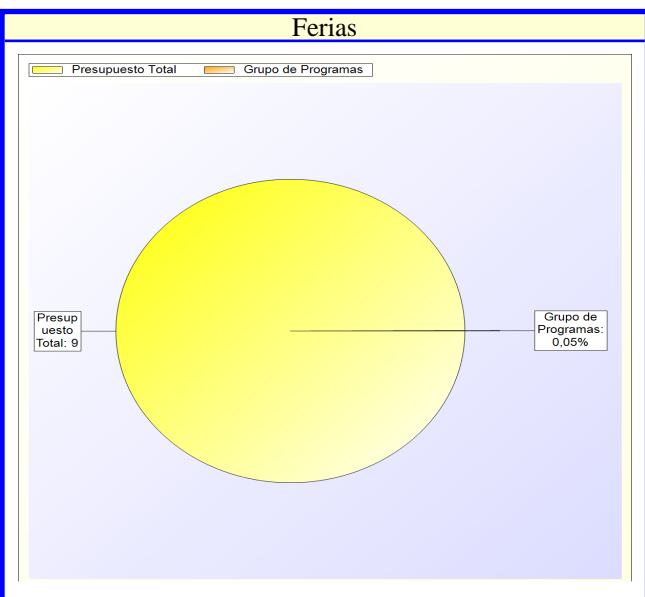 Ferias
Presupuesto Total Grupo de Programas
Presup
uesto
Total: 9
Grupo de
Programas:
0,05%